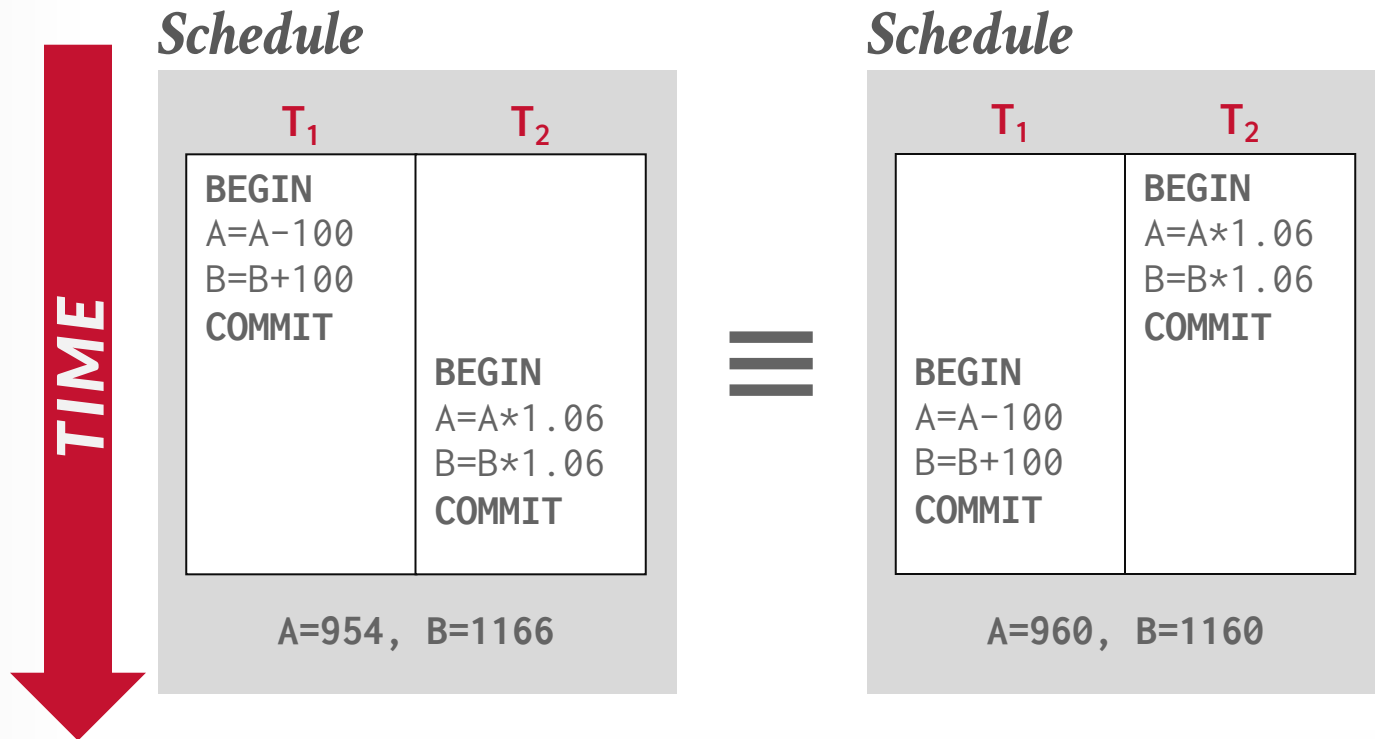 TIME
Schedule
T₁ T₂
BEGIN
A=A-100
B=B+100
COMMIT
BEGIN
A=A*1.06
B=B*1.06
COMMIT
A=954, B=1166
≡
Schedule
T₁ T₂
BEGIN
A=A*1.06
B=B*1.06
COMMIT
BEGIN
A=A-100
B=B+100
COMMIT
A=960, B=1160